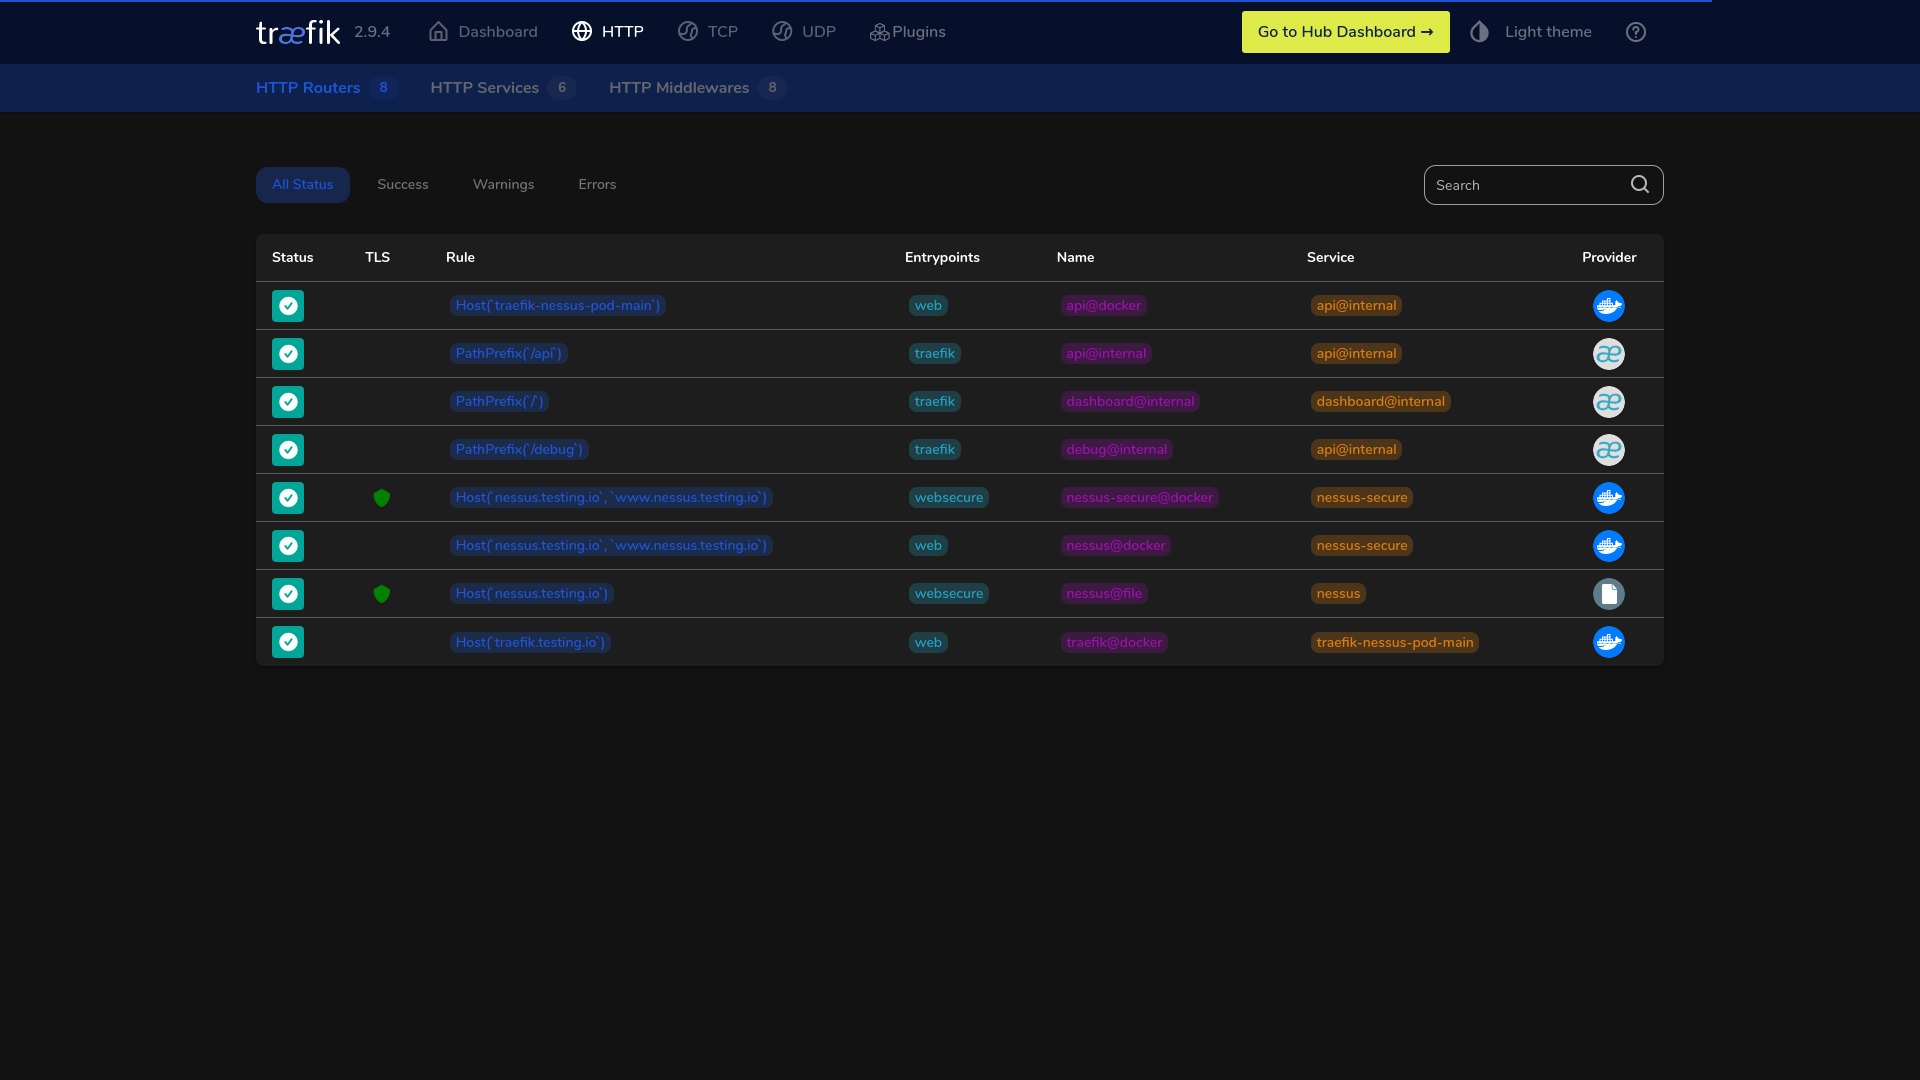 træfik 2.9.4 Dashboard HTTP TCP UDP Plugins Go to Hub Dashboard → Light theme
HTTP Routers 8 HTTP Services 6 HTTP Middlewares 8
All Status Success Warnings Errors Search
Status TLS Rule Entrypoints Name Service Provider
Host(`traefik-nessus-pod-main`) web api@docker api@internal
PathPrefix(`/api`) traefik api@internal api@internal
PathPrefix(`/`) traefik dashboard@internal dashboard@internal
PathPrefix(`/debug`) traefik debug@internal api@internal
Host(`nessus.testing.io`, `www.nessus.testing.io`) websecure nessus-secure@docker nessus-secure
Host(`nessus.testing.io`, `www.nessus.testing.io`) web nessus@docker nessus-secure
Host(`nessus.testing.io`) websecure nessus@file nessus
Host(`traefik.testing.io`) web traefik@docker traefik-nessus-pod-main